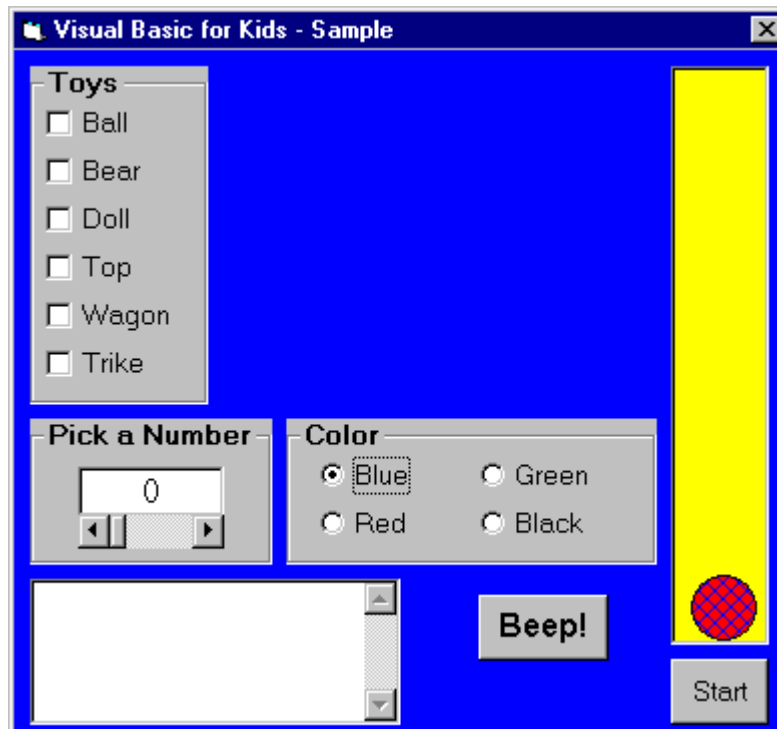 Visual Basic for Kids - Sample
Toys
Ball
Bear
Doll
Top
Wagon
Trike
Pick a Number
0
Color
Blue
Green
Red
Black
Beep!
Start